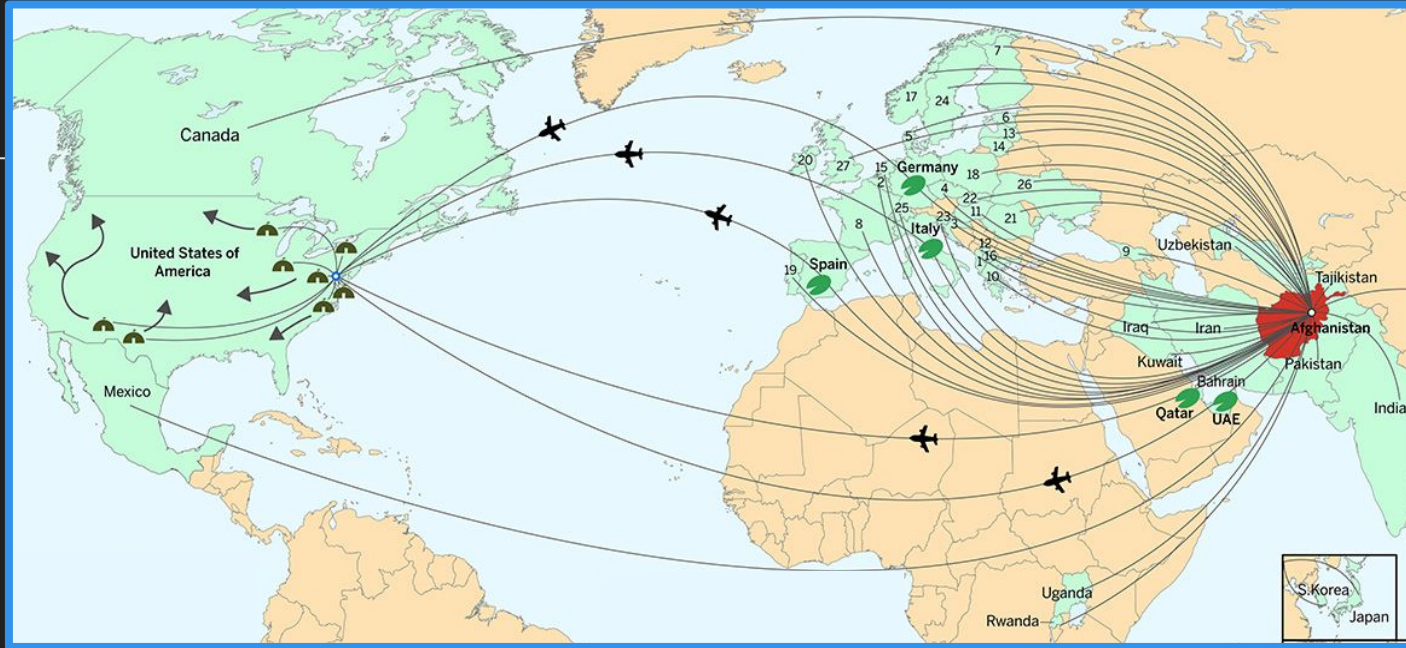 7
17
24
Canada
6
5
13
14
20
27
15
Germany
2
18
4
26
22
25
11
23
3
21
8
Italy
12
16
1
10
9
Uzbekistan
United States of
America
19
Spain
Tajikistan
Iraq
Iran
Afghanistan
Kuwait
Pakistan
Bahrain
Mexico
Qatar
UAE
India
Uganda
Rwanda
S.Korea
Japan